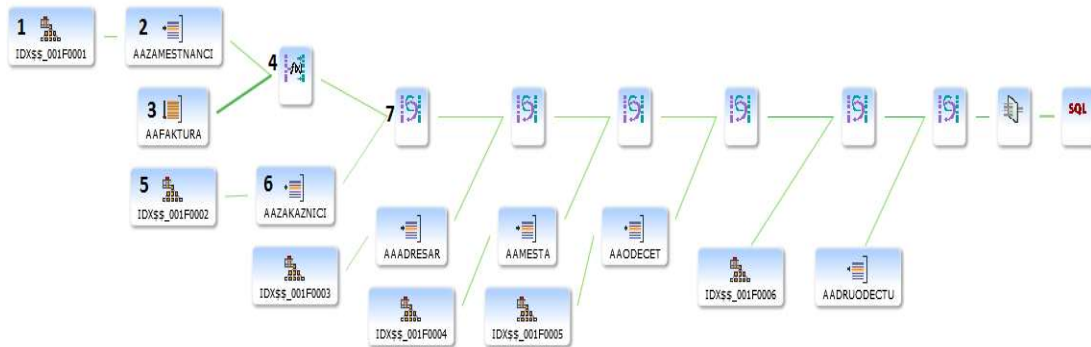 1
IDX$$_001F0001
2
AAZAMESTNANCI
3
AAFAKTURA
4
f(x)
5
IDX$$_001F0002
6
AAZAKAZNICI
7
SQL
IDX$$_001F0003
AAADRESAR
IDX$$_001F0004
AAMESTA
IDX$$_001F0005
AAODECET
IDX$$_001F0006
AADRUODECTU